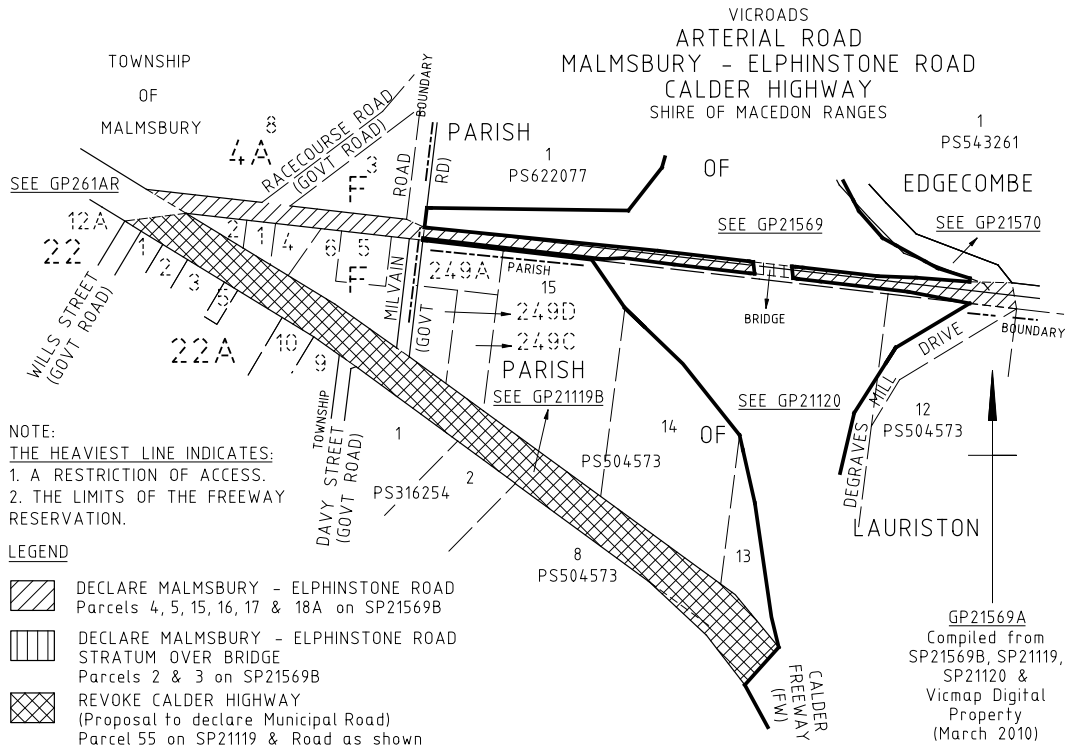 VICROADS
ARTERIAL ROAD
MALMSBURY - ELPHINSTONE ROAD
CALDER HIGHWAY
SHIRE OF MACEDON RANGES
TOWNSHIP
OF
MALMSBURY
SEE GP261AR
8
4A
RACECOURSE ROAD
(GOVT ROAD)
3
F
BOUNDARY
ROAD
RD)
PARISH
1
PS622077
OF
1
PS543261
EDGECOMBE
SEE GP21570
SEE GP21569
12A
22
1
2
3
5
22A
10
9
2
1
4
6
5
F
WILLS STREET
(GOVT ROAD)
MILVAIN
(GOVT
249A
PARISH
15
249D
249C
PARISH
SEE GP21119B
BRIDGE
BOUNDARY
DRIVE
MILL
DEGRAVES
SEE GP21120
12
PS504573
14
OF
PS504573
LAURISTON
13
TOWNSHIP
DAVY STREET
(GOVT ROAD)
1
PS316254
2
8
PS504573
CALDER
FREEWAY
(FW)
NOTE:
THE HEAVIEST LINE INDICATES:
1. A RESTRICTION OF ACCESS.
2. THE LIMITS OF THE FREEWAY
RESERVATION.
LEGEND
DECLARE MALMSBURY - ELPHINSTONE ROAD
Parcels 4, 5, 15, 16, 17 & 18A on SP21569B
DECLARE MALMSBURY - ELPHINSTONE ROAD
STRATUM OVER BRIDGE
Parcels 2 & 3 on SP21569B
REVOKE CALDER HIGHWAY
(Proposal to declare Municipal Road)
Parcel 55 on SP21119 & Road as shown
GP21569A
Compiled from
SP21569B, SP21119,
SP21120 &
Vicmap Digital
Property
(March 2010)